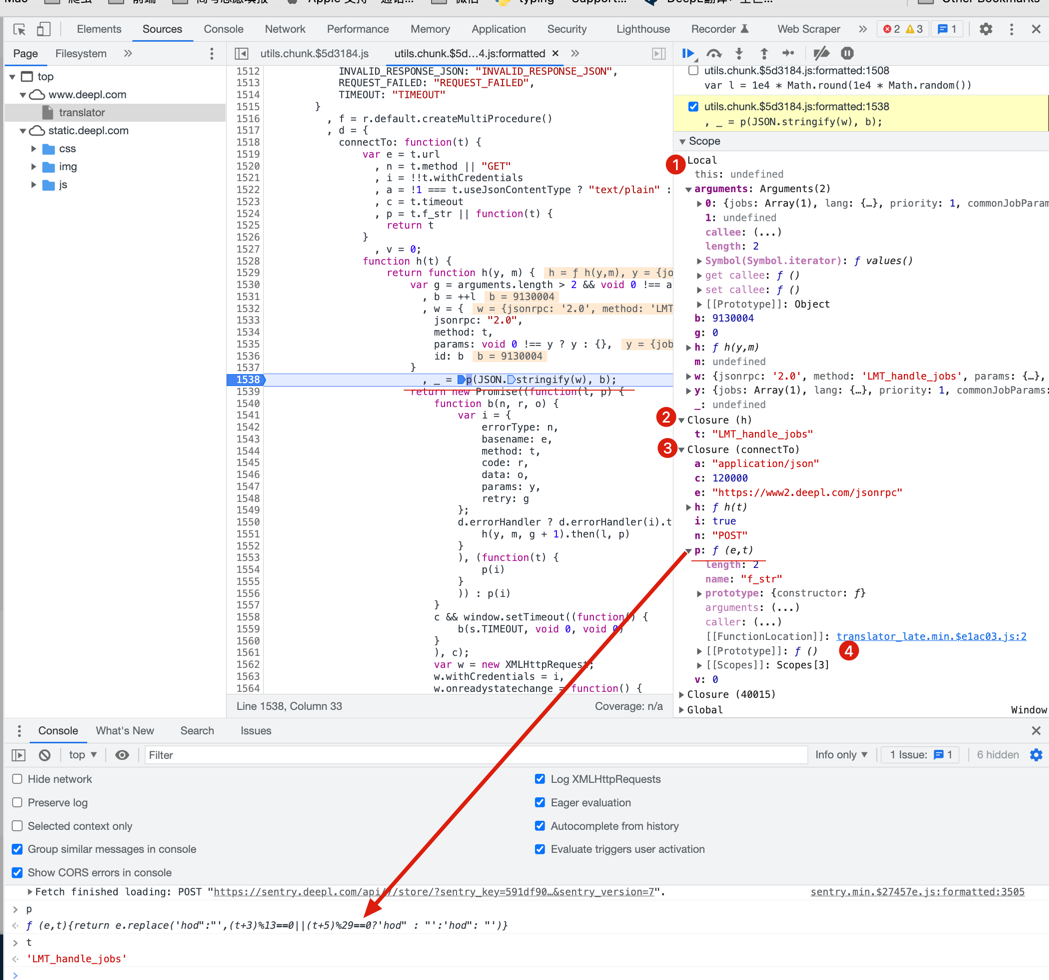 Elements Sources Console Network Performance Memory Application Security Lighthouse Recorder Web Scraper » 2 3 1
Page Filesystem »
top
www.deepl.com
translator
static.deepl.com
css
img
js
utils.chunk.$5d3184.js utils.chunk.$5d…4.js:formatted × »
1512 INVALID_RESPONSE_JSON: "INVALID_RESPONSE_JSON",
1513 REQUEST_FAILED: "REQUEST_FAILED",
1514 TIMEOUT: "TIMEOUT"
1515 }
1516 , f = r.default.createMultiProcedure()
1517 , d = {
1518 connectTo: function(t) {
1519 var e = t.url
1520 , n = t.method || "GET"
1521 , i = !!t.withCredentials
1522 , a = !1 === t.useJsonContentType ? "text/plain" :
1523 , c = t.timeout
1524 , p = t.f_str || function(t) {
1525 return t
1526 }
1527 , v = 0;
1528 function h(t) {
1529 return function h(y, m) { h = f h(y,m), y = {jo
1530 var g = arguments.length > 2 && void 0 !== a
1531 , b = ++l b = 9130004
1532 , w = { w = {jsonrpc: '2.0', method: 'LMT
1533 jsonrpc: "2.0",
1534 method: t,
1535 params: void 0 !== y ? y : {}, y = {job
1536 id: b b = 9130004
1537 }
1538 , _ = p(JSON.stringify(w), b);
1539 return new Promise((function(l, p) {
1540 function b(n, r, o) {
1541 var i = {
1542 errorType: n,
1543 basename: e,
1544 method: t,
1545 code: r,
1546 data: o,
1547 params: y,
1548 retry: g
1549 };
1550 d.errorHandler ? d.errorHandler(i).t
1551 h(y, m, g + 1).then(l, p)
1552 }
1553 ), (function(t) {
1554 p(i)
1555 }
1556 )) : p(i)
1557 }
1558 c && window.setTimeout((function() {
1559 b(s.TIMEOUT, void 0, void 0)
1560 }
1561 ), c);
1562 var w = new XMLHttpRequest;
1563 w.withCredentials = i,
1564 w.onreadystatechange = function() {
Line 1538, Column 33 Coverage: n/a
utils.chunk.$5d3184.js:formatted:1508
var l = 1e4 * Math.round(1e4 * Math.random())
utils.chunk.$5d3184.js:formatted:1538
, _ = p(JSON.stringify(w), b);
Scope
1 Local
this: undefined
arguments: Arguments(2)
0: {jobs: Array(1), lang: {…}, priority: 1, commonJobParam
1: undefined
callee: (...)
length: 2
Symbol(Symbol.iterator): f values()
get callee: f ()
set callee: f ()
[[Prototype]]: Object
b: 9130004
g: 0
h: f h(y,m)
m: undefined
w: {jsonrpc: '2.0', method: 'LMT_handle_jobs', params: {…},
y: {jobs: Array(1), lang: {…}, priority: 1, commonJobParams
_: undefined
2 Closure (h)
t: "LMT_handle_jobs"
3 Closure (connectTo)
a: "application/json"
c: 120000
e: "https://www2.deepl.com/jsonrpc"
h: f h(t)
i: true
n: "POST"
p: f (e,t)
length: 2
name: "f_str"
prototype: {constructor: f}
arguments: (...)
caller: (...)
[[FunctionLocation]]: translator_late.min.$e1ac03.js:2
[[Prototype]]: f () 4
[[Scopes]]: Scopes[3]
v: 0
Closure (40015)
Global Window
Console What's New Search Issues
top Filter Info only 1 Issue: 1 6 hidden
Hide network Log XMLHttpRequests
Preserve log Eager evaluation
Selected context only Autocomplete from history
Group similar messages in console Evaluate triggers user activation
Show CORS errors in console
Fetch finished loading: POST "https://sentry.deepl.com/api/7/store/?sentry_key=591df90…&sentry_version=7". sentry.min.$27457e.js:formatted:3505
p
f (e,t){return e.replace('hod":"',(t+3)%13==0||(t+5)%29==0?'hod" : "':'hod": "')}
t
'LMT_handle_jobs'